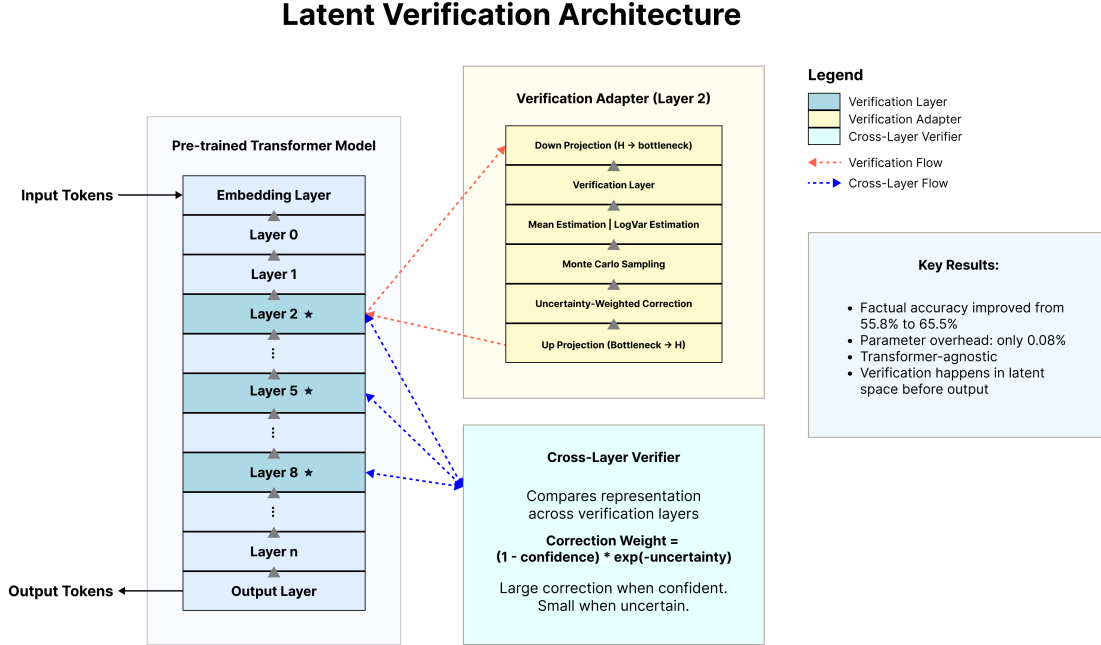 Latent Verification Architecture
Pre-trained Transformer Model
Input Tokens
Embedding Layer
Layer 0
Layer 1
Layer 2 ★
⋮
Layer 5 ★
⋮
Layer 8 ★
⋮
Layer n
Output Layer
Output Tokens
Verification Adapter (Layer 2)
Down Projection (H → bottleneck)
Verification Layer
Mean Estimation | LogVar Estimation
Monte Carlo Sampling
Uncertainty-Weighted Correction
Up Projection (Bottleneck → H)
Cross-Layer Verifier
Compares representation
across verification layers
Correction Weight =
(1 - confidence) * exp(-uncertainty)
Large correction when confident.
Small when uncertain.
Legend
Verification Layer
Verification Adapter
Cross-Layer Verifier
Verification Flow
Cross-Layer Flow
Key Results:
• Factual accuracy improved from
55.8% to 65.5%
• Parameter overhead: only 0.08%
• Transformer-agnostic
• Verification happens in latent
space before output